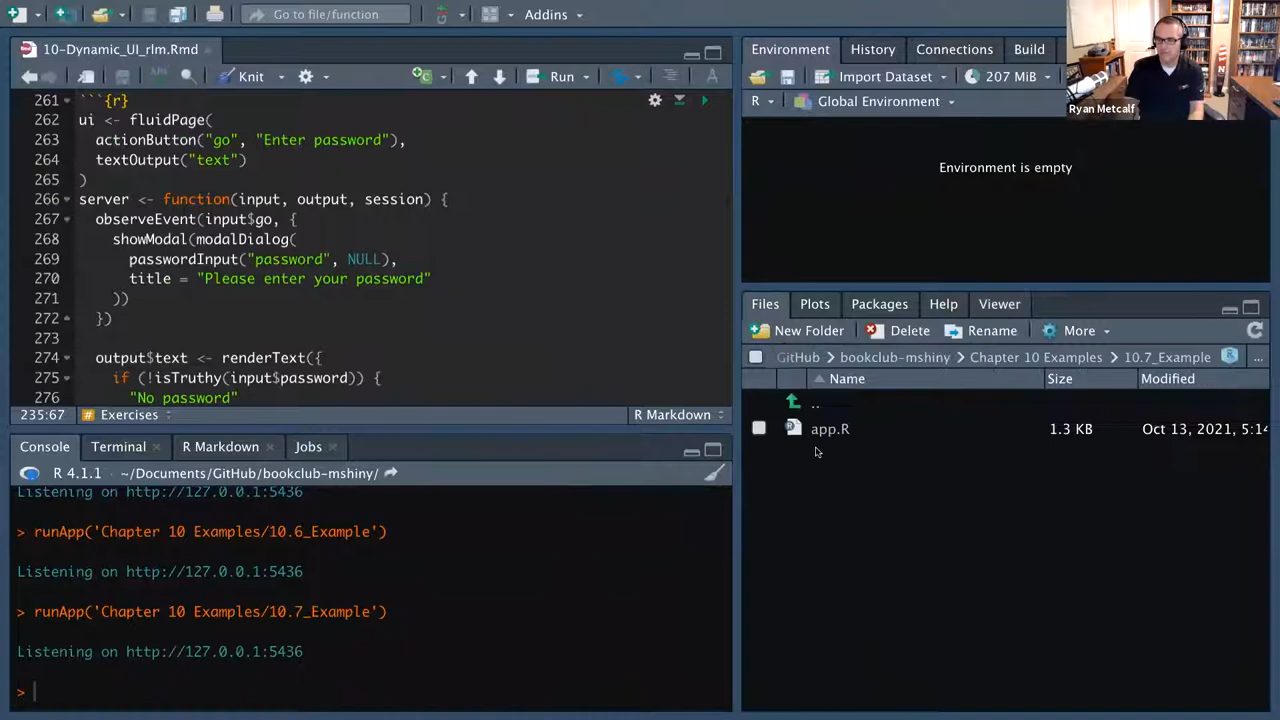 Go to file/function
Addins
10-Dynamic_UI_rlm.Rmd
Knit
Run
261 ```{r}
262 ui <- fluidPage(
263 actionButton("go", "Enter password"),
264 textOutput("text")
265 )
266 server <- function(input, output, session) {
267 observeEvent(input$go, {
268 showModal(modalDialog(
269 passwordInput("password", NULL),
270 title = "Please enter your password"
271 ))
272 })
273
274 output$text <- renderText({
275 if (!isTruthy(input$password)) {
276 "No password"
235:67 Exercises R Markdown
Console Terminal R Markdown Jobs
R 4.1.1 · ~/Documents/GitHub/bookclub-mshiny/
Listening on http://127.0.0.1:5436
> runApp('Chapter 10 Examples/10.6_Example')
Listening on http://127.0.0.1:5436
> runApp('Chapter 10 Examples/10.7_Example')
Listening on http://127.0.0.1:5436
>
Environment History Connections Build
Import Dataset 207 MiB
R Global Environment
Environment is empty
Ryan Metcalf
Files Plots Packages Help Viewer
New Folder Delete Rename More
GitHub > bookclub-mshiny > Chapter 10 Examples > 10.7_Example ...
Name Size Modified
..
app.R 1.3 KB Oct 13, 2021, 5:14